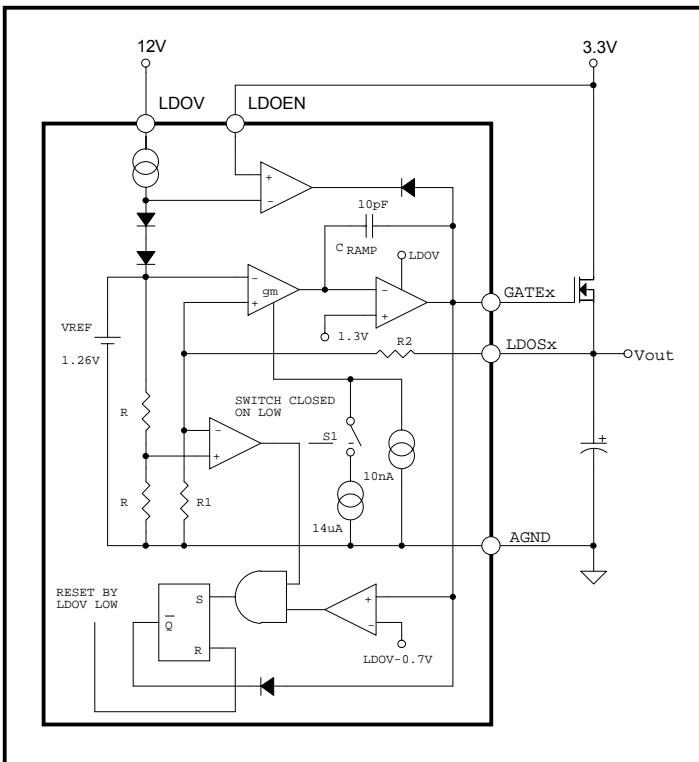 12V
3.3V
LDOV
LDOEN
+
−
10pF
C RAMP
LDOV
−
gm
+
−
+
1.3V
GATEx
VREF
1.26V
R2
LDOSx
Vout
SWITCH CLOSED
ON LOW
R
−
+
S1
10nA
+
R
R1
14uA
AGND
RESET BY
LDOV LOW
S
Q
R
+
−
LDOV-0.7V